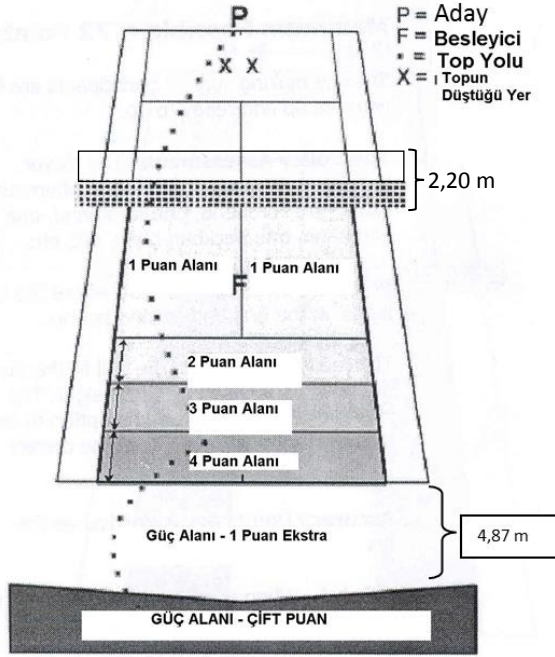 P
P = Aday
F = Besleyici
= Top Yolu
X X
X = ı Topun
Düştüğü Yer
2,20 m
1 Puan Alanı
1 Puan Alanı
F
2 Puan Alanı
3 Puan Alanı
4 Puan Alanı
Güç Alanı - 1 Puan Ekstra
4,87 m
GÜÇ ALANI - ÇİFT PUAN